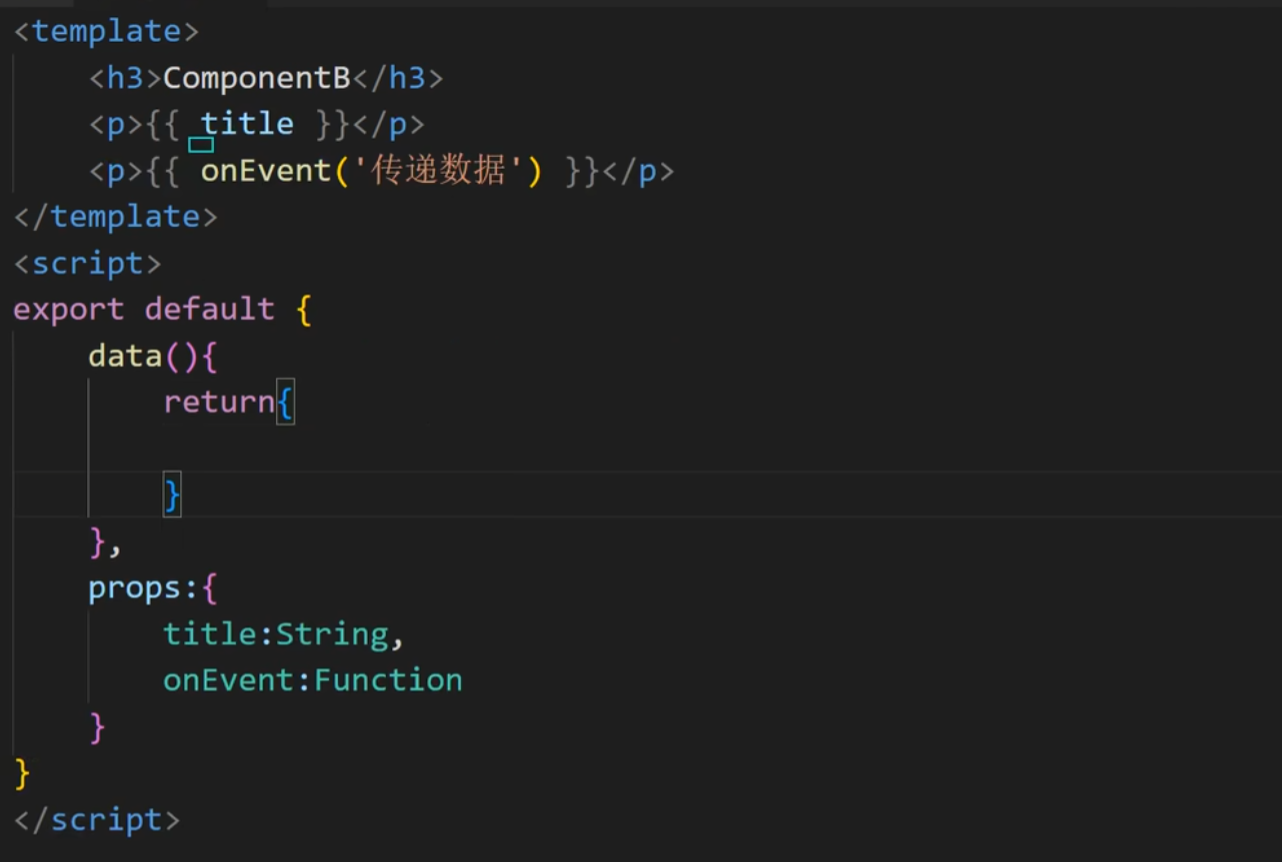 <template>
    <h3>ComponentB</h3>
    <p>{{ title }}</p>
    <p>{{ onEvent('传递数据') }}</p>
</template>
<script>
export default {
    data(){
        return{

        }
    },
    props:{
        title:String,
        onEvent:Function
    }
}
</script>